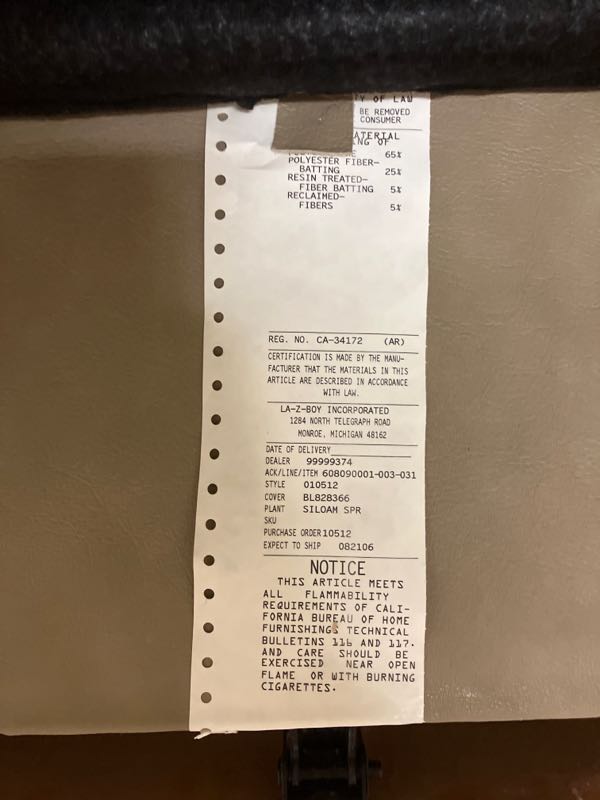 TY OF LAW
BE REMOVED
CONSUMER
ATERIAL
NG OF
65%
POLYESTER FIBER-
BATTING 25%
RESIN TREATED-
FIBER BATTING 5%
RECLAIMED-
FIBERS 5%
REG. NO. CA-34172 (AR)
CERTIFICATION IS MADE BY THE MANU-
FACTURER THAT THE MATERIALS IN THIS
ARTICLE ARE DESCRIBED IN ACCORDANCE
WITH LAW.
LA-Z-BOY INCORPORATED
1284 NORTH TELEGRAPH ROAD
MONROE, MICHIGAN 48162
DATE OF DELIVERY
DEALER 99999374
ACK/LINE/ITEM 608090001-003-031
STYLE 010512
COVER BL828366
PLANT SILOAM SPR
SKU
PURCHASE ORDER 10512
EXPECT TO SHIP 082106
NOTICE
THIS ARTICLE MEETS
ALL FLAMMABILITY
REQUIREMENTS OF CALI-
FORNIA BUREAU OF HOME
FURNISHINGS TECHNICAL
BULLETINS 116 AND 117.
AND CARE SHOULD BE
EXERCISED NEAR OPEN
FLAME OR WITH BURNING
CIGARETTES.